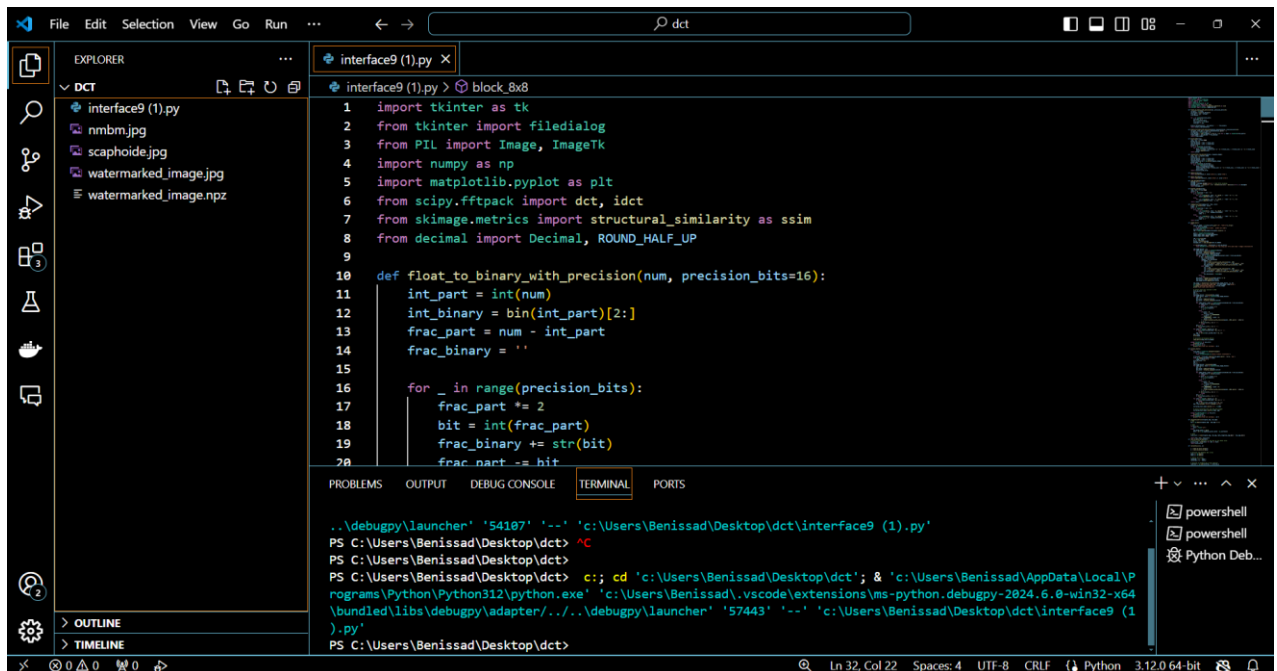 File Edit Selection View Go Run ··· ← → dct
EXPLORER ···
DCT
interface9 (1).py
nmbm.jpg
scaphoide.jpg
watermarked_image.jpg
watermarked_image.npz
OUTLINE
TIMELINE
3
2
interface9 (1).py ×
interface9 (1).py > block_8x8
1 import tkinter as tk
2 from tkinter import filedialog
3 from PIL import Image, ImageTk
4 import numpy as np
5 import matplotlib.pyplot as plt
6 from scipy.fftpack import dct, idct
7 from skimage.metrics import structural_similarity as ssim
8 from decimal import Decimal, ROUND_HALF_UP
9
10 def float_to_binary_with_precision(num, precision_bits=16):
11 int_part = int(num)
12 int_binary = bin(int_part)[2:]
13 frac_part = num - int_part
14 frac_binary = ''
15
16 for _ in range(precision_bits):
17 frac_part *= 2
18 bit = int(frac_part)
19 frac_binary += str(bit)
20 frac_part -= bit
PROBLEMS OUTPUT DEBUG CONSOLE TERMINAL PORTS
..\debugpy\launcher' '54107' '--' 'c:\Users\Benissad\Desktop\dct\interface9 (1).py'
PS C:\Users\Benissad\Desktop\dct> ^C
PS C:\Users\Benissad\Desktop\dct>
PS C:\Users\Benissad\Desktop\dct> c:; cd 'c:\Users\Benissad\Desktop\dct'; & 'c:\Users\Benissad\AppData\Local\P
rograms\Python\Python312\python.exe' 'c:\Users\Benissad\.vscode\extensions\ms-python.debugpy-2024.6.0-win32-x64
\bundled\libs\debugpy\adapter/../..\debugpy\launcher' '57443' '--' 'c:\Users\Benissad\Desktop\dct\interface9 (1
).py'
PS C:\Users\Benissad\Desktop\dct>
powershell
powershell
Python Deb...
0 0 0 Ln 32, Col 22 Spaces: 4 UTF-8 CRLF Python 3.12.0 64-bit